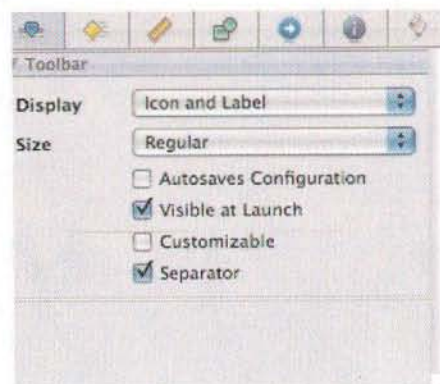 Toolbar
Display Icon and Label
Size Regular
Autosaves Configuration
Visible at Launch
Customizable
Separator